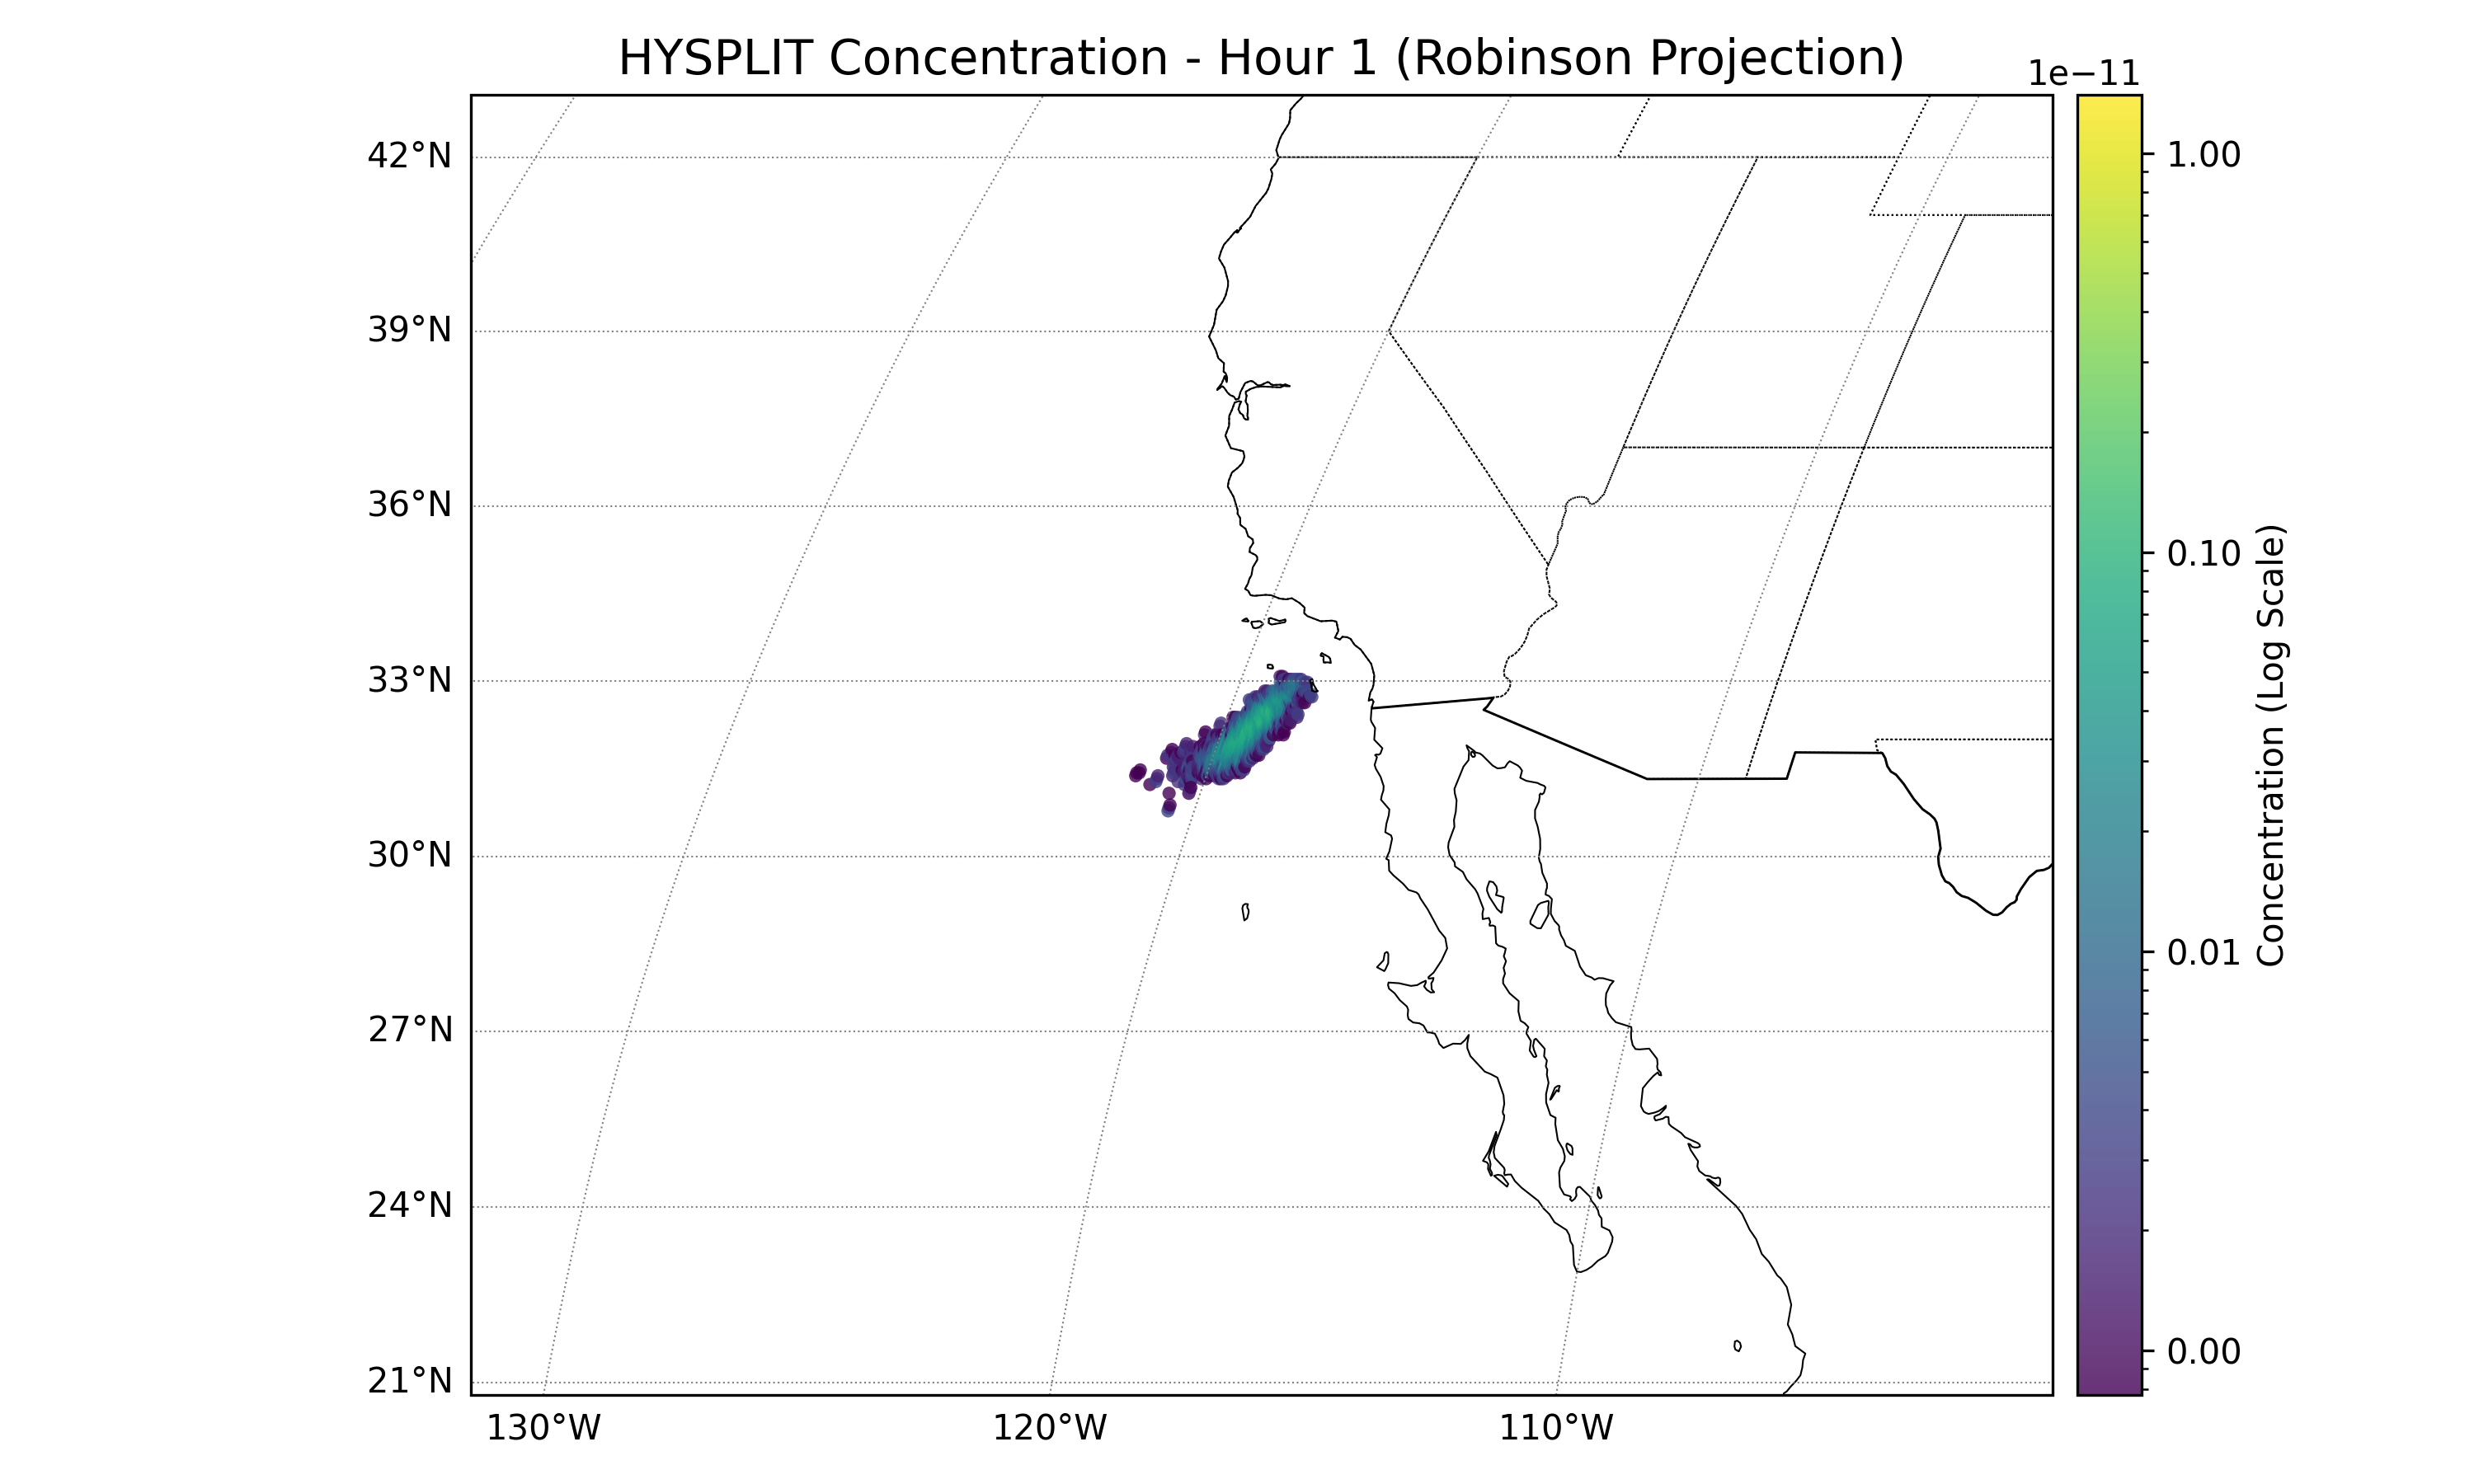 HYSPLIT Concentration - Hour 1 (Robinson Projection)
1e−11
42°N
39°N
36°N
33°N
30°N
27°N
24°N
21°N
130°W
120°W
110°W
1.00
0.10
0.01
0.00
Concentration (Log Scale)